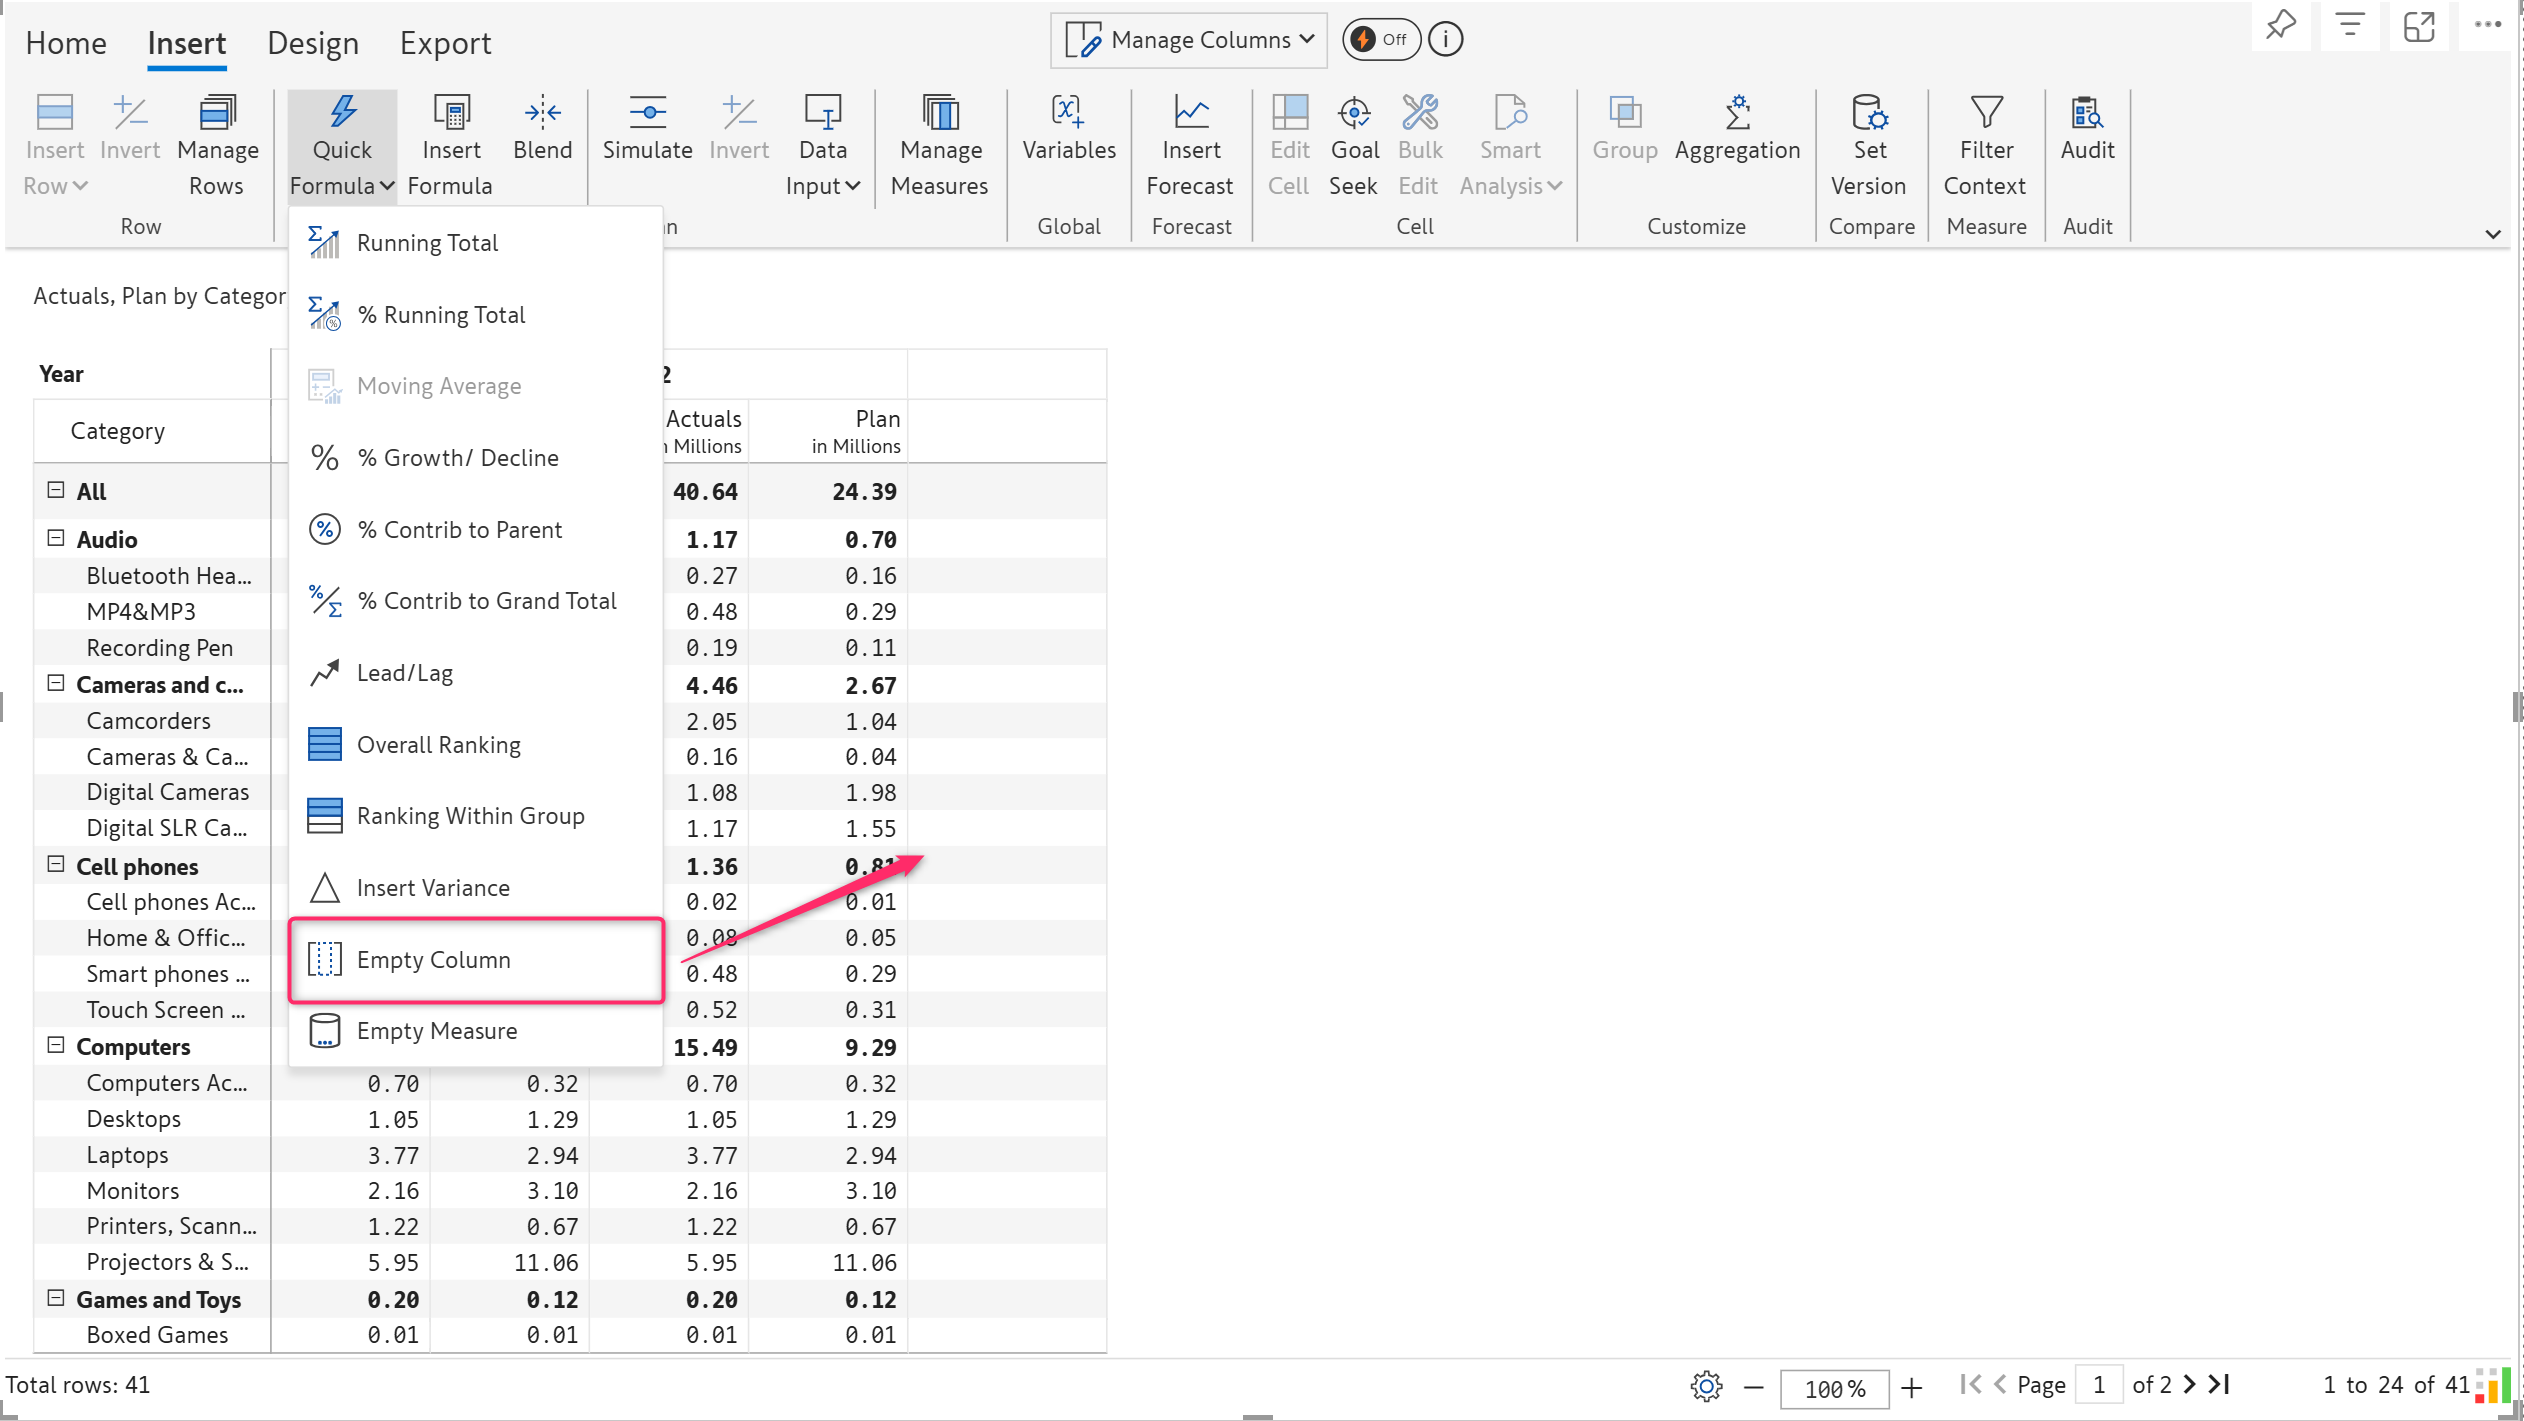 Home Insert Design Export Manage Columns Off i
Insert Row Invert Manage Rows Quick Formula Insert Formula Blend Simulate Invert Data Input Manage Measures Variables Insert Forecast Edit Cell Goal Seek Bulk Edit Smart Analysis Group Aggregation Set Version Filter Context Audit
Row n Global Forecast Cell Customize Compare Measure Audit
Running Total
% Running Total
Moving Average
% Growth/ Decline
% Contrib to Parent
% Contrib to Grand Total
Lead/Lag
Overall Ranking
Ranking Within Group
Insert Variance
Empty Column
Empty Measure
Actuals, Plan by Categor
Year 2
Category Actuals Plan
n Millions in Millions
All 40.64 24.39
Audio 1.17 0.70
Bluetooth Hea... 0.27 0.16
MP4&MP3 0.48 0.29
Recording Pen 0.19 0.11
Cameras and c... 4.46 2.67
Camcorders 2.05 1.04
Cameras & Ca... 0.16 0.04
Digital Cameras 1.08 1.98
Digital SLR Ca... 1.17 1.55
Cell phones 1.36 0.81
Cell phones Ac... 0.02 0.01
Home & Offic... 0.08 0.05
Smart phones ... 0.48 0.29
Touch Screen ... 0.52 0.31
Computers 15.49 9.29
Computers Ac... 0.70 0.32 0.70 0.32
Desktops 1.05 1.29 1.05 1.29
Laptops 3.77 2.94 3.77 2.94
Monitors 2.16 3.10 2.16 3.10
Printers, Scann... 1.22 0.67 1.22 0.67
Projectors & S... 5.95 11.06 5.95 11.06
Games and Toys 0.20 0.12 0.20 0.12
Boxed Games 0.01 0.01 0.01 0.01
Total rows: 41 100% Page 1 of 2 1 to 24 of 41